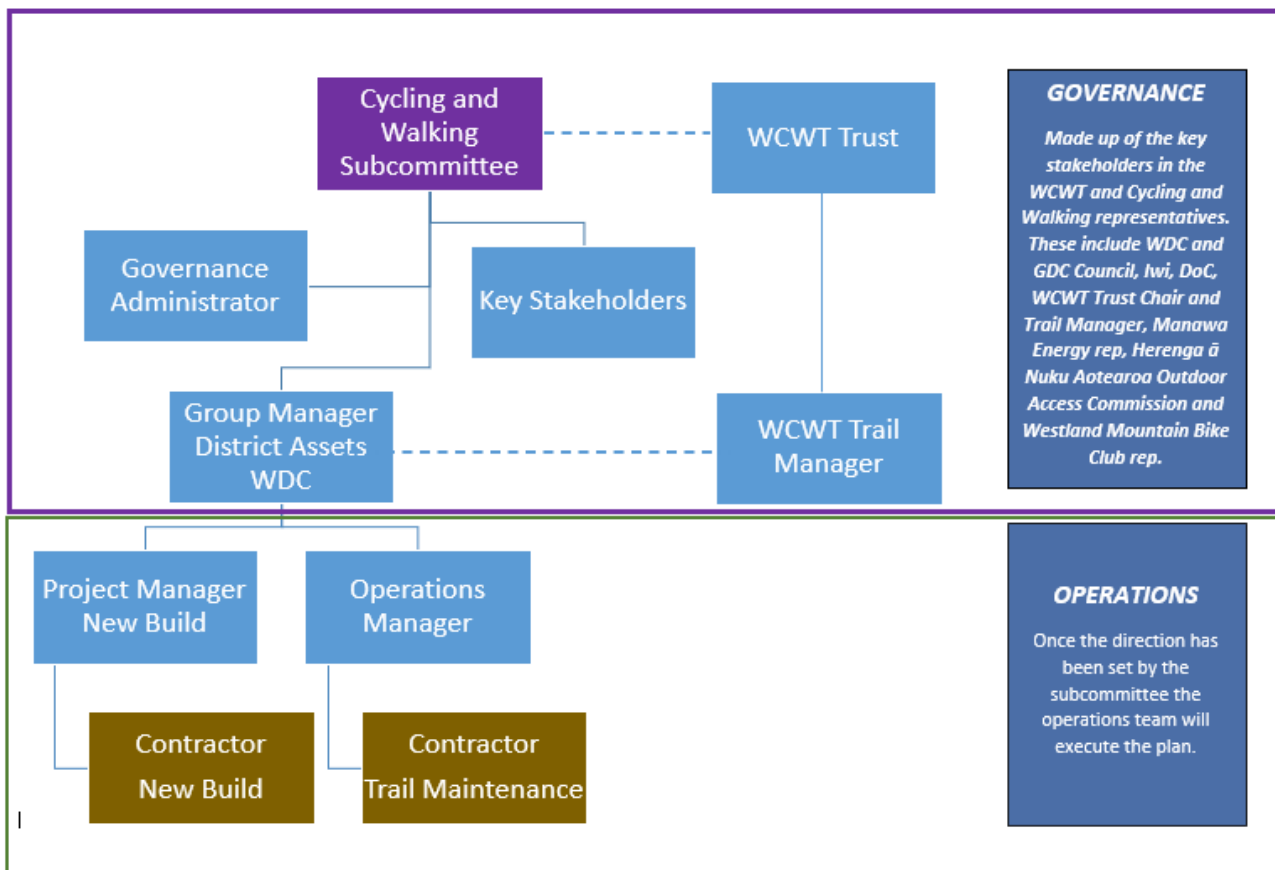 Cycling and
Walking
Subcommittee
WCWT Trust
Governance
Administrator
Key Stakeholders
Group Manager
District Assets
WDC
WCWT Trail
Manager
GOVERNANCE
Made up of the key
stakeholders in the
WCWT and Cycling and
Walking representatives.
These include WDC and
GDC Council, Iwi, DoC,
WCWT Trust Chair and
Trail Manager, Manawa
Energy rep, Herenga ā
Nuku Aotearoa Outdoor
Access Commission and
Westland Mountain Bike
Club rep.
Project Manager
New Build
Operations
Manager
Contractor
New Build
Contractor
Trail Maintenance
OPERATIONS
Once the direction has
been set by the
subcommittee the
operations team will
execute the plan.